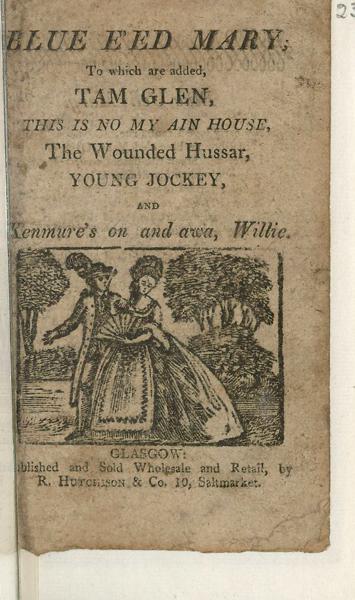 BLUE E'ED MARY;
To which are added,
TAM GLEN,
THIS IS NO MY AIN HOUSE,
The Wounded Hussar,
YOUNG JOCKEY,
AND
Kenmure's on and awa, Willie.
GLASGOW:
ublished and Sold Wholesale and Retail, by
R. HUTCHISON & Co. 10, Saltmarket.